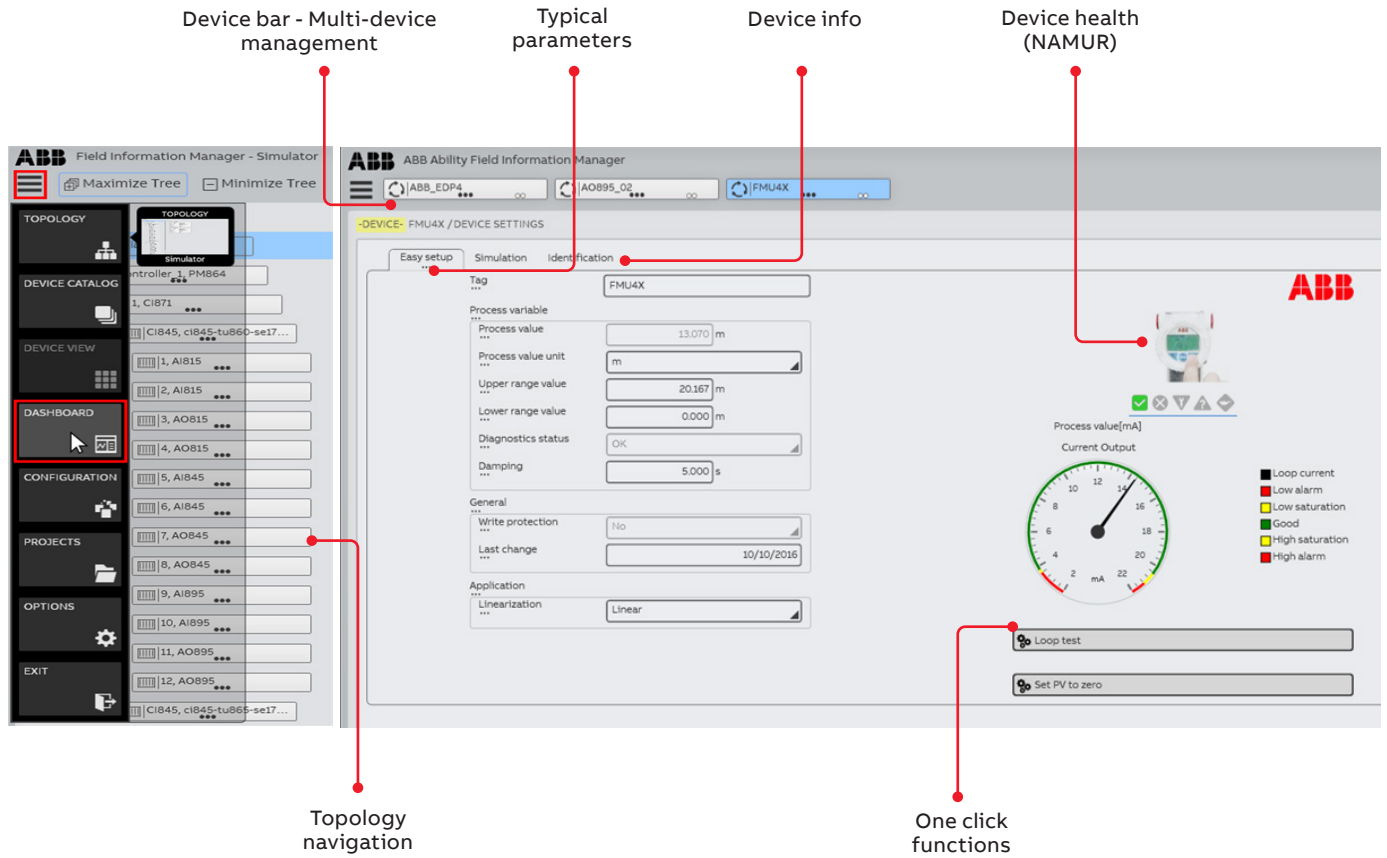 Device bar - Multi-device
management
Typical
parameters
Device info
Device health
(NAMUR)
ABB Field Information Manager - Simulator
Maximize Tree
Minimize Tree
TOPOLOGY
DEVICE CATALOG
DEVICE VIEW
DASHBOARD
CONFIGURATION
PROJECTS
OPTIONS
EXIT
TOPOLOGY
Simulator
ntroller_1, PM864
1, CI871
CI845, ci845-tu860-se17...
1, AI815
2, AI815
3, AO815
4, AO815
5, AI845
6, AI845
7, AO845
8, AO845
9, AI895
10, AI895
11, AO895
12, AO895
CI845, ci845-tu865-se17...
ABB ABB Ability Field Information Manager
ABB_EDP4...
AO895_02...
FMU4X ...
-DEVICE- FMU4X / DEVICE SETTINGS
Easy setup
Simulation
Identification
Tag
FMU4X
Process variable
Process value
13.070 m
Process value unit
m
Upper range value
20.167 m
Lower range value
0.000 m
Diagnostics status
OK
Damping
5.000 s
General
Write protection
No
Last change
10/10/2016
Application
Linearization
Linear
ABB
Process value[mA]
Current Output
2
4
6
8
10
12
14
16
18
20
22
mA
Loop current
Low alarm
Low saturation
Good
High saturation
High alarm
Loop test
Set PV to zero
Topology
navigation
One click
functions